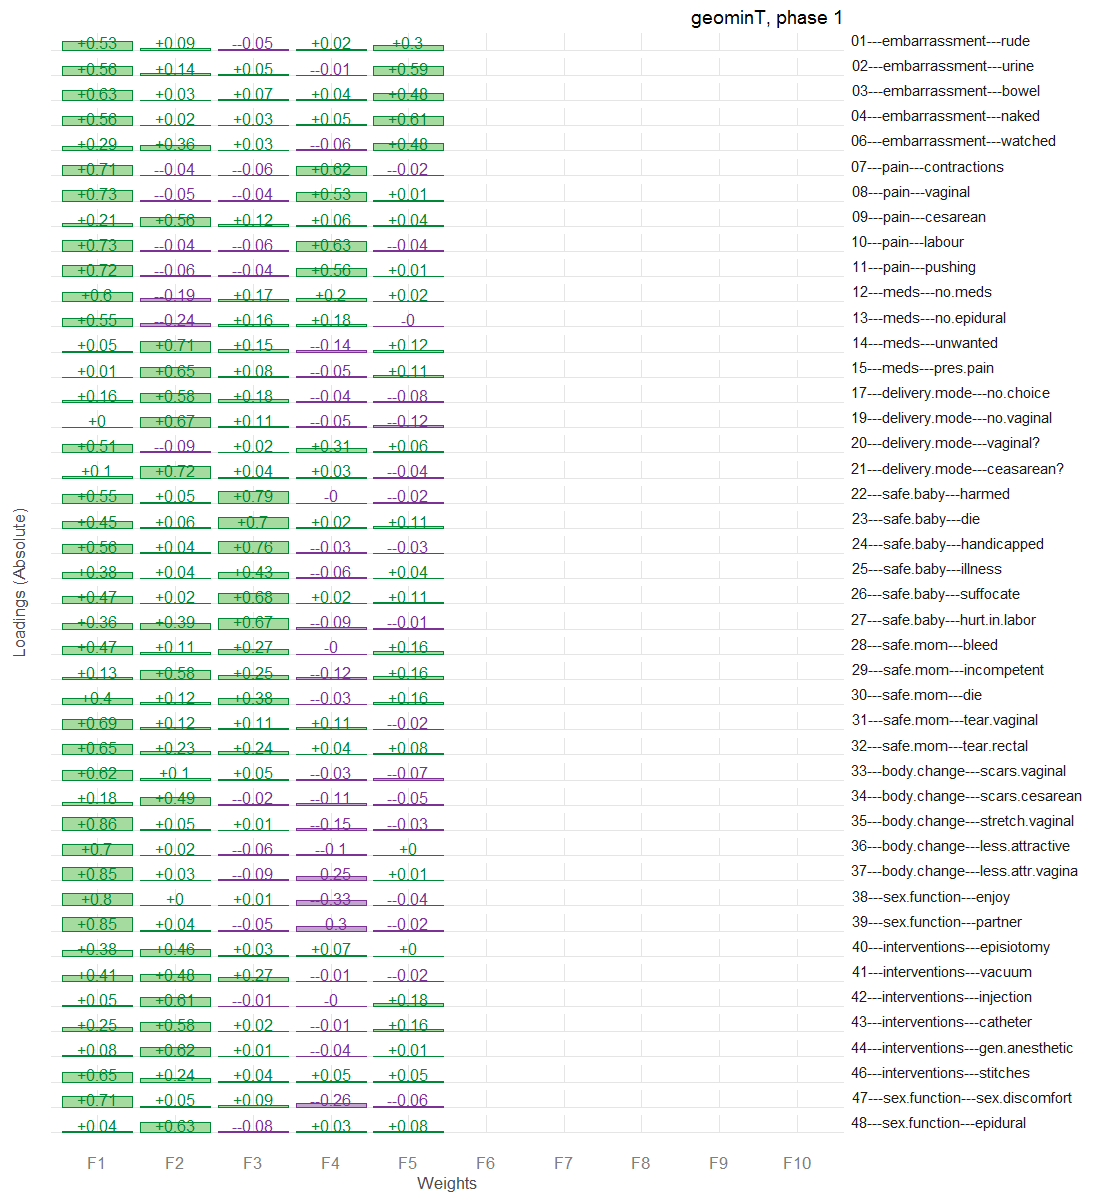 geominT, phase 1
+0.53 +0.09 --0.05 +0.02 +0.3 01---embarrassment---rude
+0.56 +0.14 +0.05 --0.01 +0.59 02---embarrassment---urine
+0.63 +0.03 +0.07 +0.04 +0.48 03---embarrassment---bowel
+0.56 +0.02 +0.03 +0.05 +0.61 04---embarrassment---naked
+0.29 +0.36 +0.03 --0.06 +0.48 06---embarrassment---watched
+0.71 --0.04 --0.06 +0.62 --0.02 07---pain---contractions
+0.73 --0.05 --0.04 +0.53 +0.01 08---pain---vaginal
+0.21 +0.56 +0.12 +0.06 +0.04 09---pain---cesarean
+0.73 --0.04 --0.06 +0.63 --0.04 10---pain---labour
+0.72 --0.06 --0.04 +0.56 +0.01 11---pain---pushing
+0.6 --0.19 +0.17 +0.2 +0.02 12---meds---no.meds
+0.55 --0.24 +0.16 +0.18 -0 13---meds---no.epidural
+0.05 +0.71 +0.15 --0.14 +0.12 14---meds---unwanted
+0.01 +0.65 +0.08 --0.05 +0.11 15---meds---pres.pain
+0.16 +0.58 +0.18 --0.04 --0.08 17---delivery.mode---no.choice
+0 +0.67 +0.11 --0.05 --0.12 19---delivery.mode---no.vaginal
+0.51 --0.09 +0.02 +0.31 +0.06 20---delivery.mode---vaginal?
+0.1 +0.72 +0.04 +0.03 --0.04 21---delivery.mode---ceasarean?
+0.55 +0.05 +0.79 -0 --0.02 22---safe.baby---harmed
+0.45 +0.06 +0.7 +0.02 +0.11 23---safe.baby---die
+0.56 +0.04 +0.76 --0.03 --0.03 24---safe.baby---handicapped
+0.38 +0.04 +0.43 --0.06 +0.04 25---safe.baby---illness
+0.47 +0.02 +0.68 +0.02 +0.11 26---safe.baby---suffocate
+0.36 +0.39 +0.67 --0.09 --0.01 27---safe.baby---hurt.in.labor
+0.47 +0.11 +0.27 -0 +0.16 28---safe.mom---bleed
+0.13 +0.58 +0.25 --0.12 +0.16 29---safe.mom---incompetent
+0.4 +0.12 +0.38 --0.03 +0.16 30---safe.mom---die
+0.69 +0.12 +0.11 +0.11 --0.02 31---safe.mom---tear.vaginal
+0.65 +0.23 +0.24 +0.04 +0.08 32---safe.mom---tear.rectal
+0.62 +0.1 +0.05 --0.03 --0.07 33---body.change---scars.vaginal
+0.18 +0.49 --0.02 --0.11 --0.05 34---body.change---scars.cesarean
+0.86 +0.05 +0.01 --0.15 --0.03 35---body.change---stretch.vaginal
+0.7 +0.02 --0.06 --0.1 +0 36---body.change---less.attractive
+0.85 +0.03 --0.09 --0.25 +0.01 37---body.change---less.attr.vagina
+0.8 +0 +0.01 --0.33 --0.04 38---sex.function---enjoy
+0.85 +0.04 --0.05 --0.3 --0.02 39---sex.function---partner
+0.38 +0.46 +0.03 +0.07 +0 40---interventions---episiotomy
+0.41 +0.48 +0.27 --0.01 --0.02 41---interventions---vacuum
+0.05 +0.61 --0.01 -0 +0.18 42---interventions---injection
+0.25 +0.58 +0.02 --0.01 +0.16 43---interventions---catheter
+0.08 +0.62 +0.01 --0.04 +0.01 44---interventions---gen.anesthetic
+0.65 +0.24 +0.04 +0.05 +0.05 46---interventions---stitches
+0.71 +0.05 +0.09 --0.26 --0.06 47---sex.function---sex.discomfort
+0.04 +0.63 --0.08 +0.03 +0.08 48---sex.function---epidural
Loadings (Absolute)
F1 F2 F3 F4 F5 F6 F7 F8 F9 F10
Weights